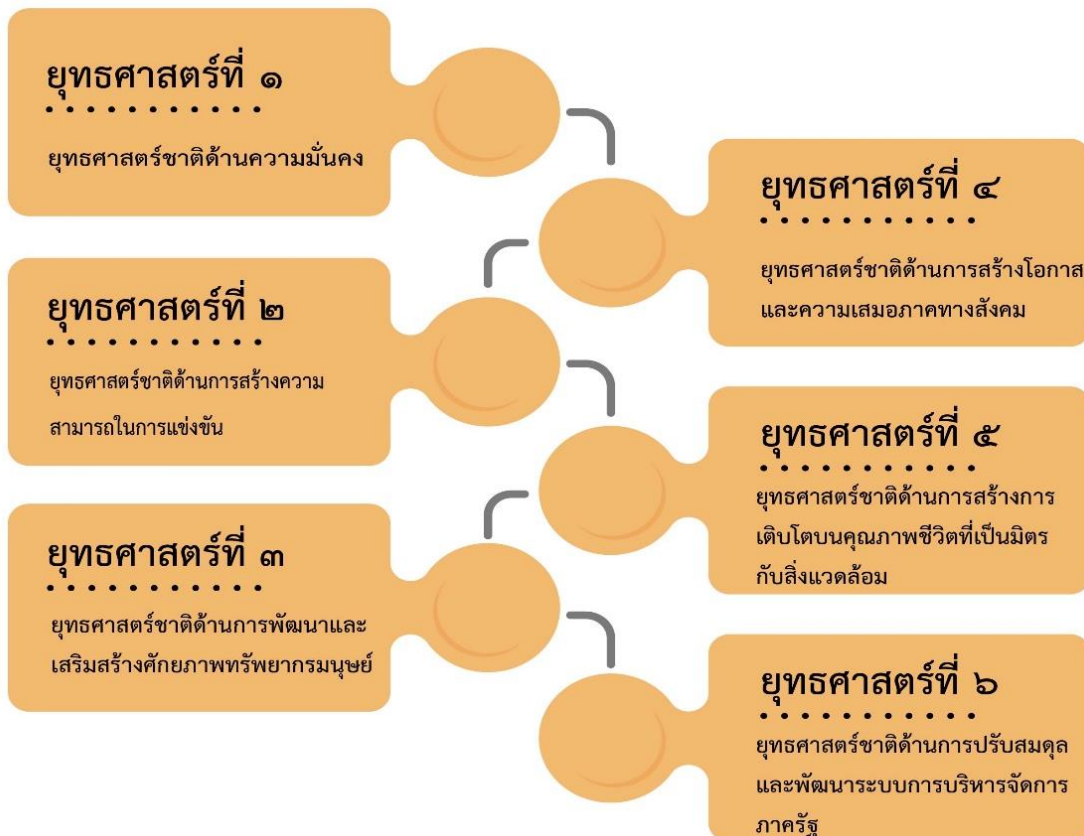 ยุทธศาสตร์ที่ ๑
ยุทธศาสตร์ชาติด้านความมั่นคง
ยุทธศาสตร์ที่ ๒
ยุทธศาสตร์ชาติด้านการสร้างความ
สามารถในการแข่งขัน
ยุทธศาสตร์ที่ ๓
ยุทธศาสตร์ชาติด้านการพัฒนาและ
เสริมสร้างศักยภาพทรัพยากรมนุษย์
ยุทธศาสตร์ที่ ๔
ยุทธศาสตร์ชาติด้านการสร้างโอกาส
และความเสมอภาคทางสังคม
ยุทธศาสตร์ที่ ๕
ยุทธศาสตร์ชาติด้านการสร้างการ
เติบโตบนคุณภาพชีวิตที่เป็นมิตร
กับสิ่งแวดล้อม
ยุทธศาสตร์ที่ ๖
ยุทธศาสตร์ชาติด้านการปรับสมดุล
และพัฒนาระบบการบริหารจัดการ
ภาครัฐ